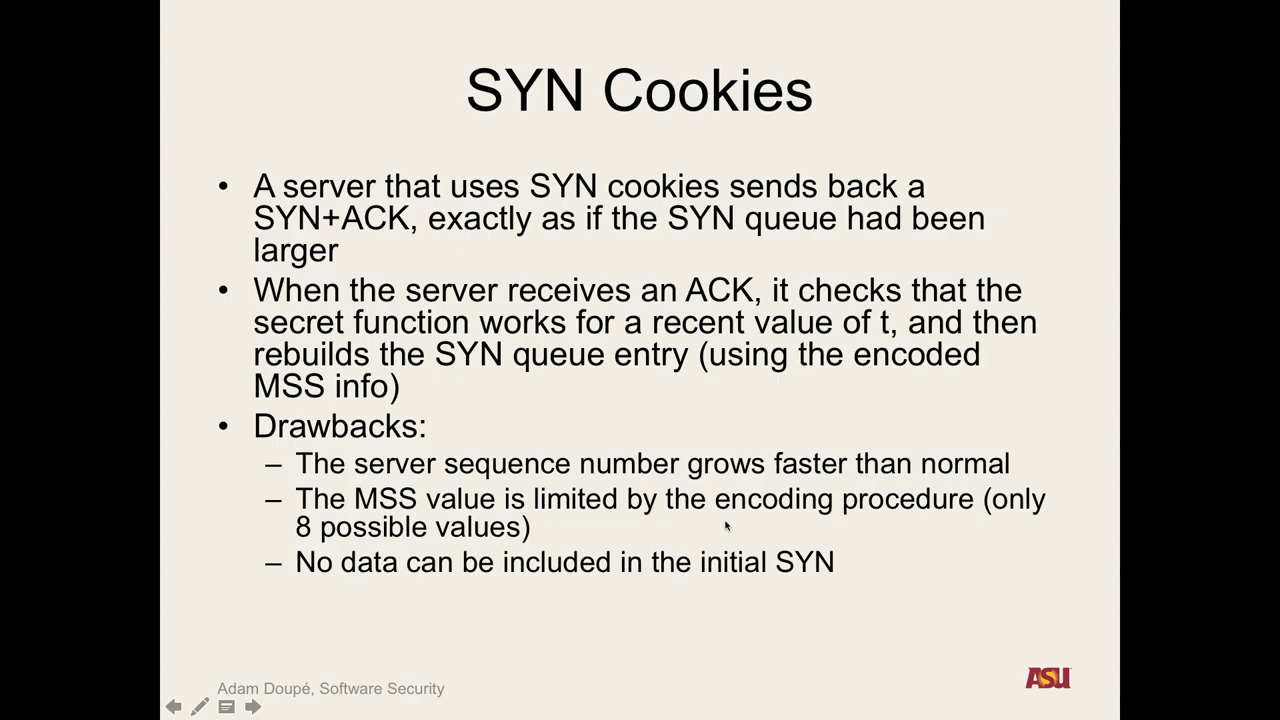 SYN Cookies
• A server that uses SYN cookies sends back a
SYN+ACK, exactly as if the SYN queue had been
larger
• When the server receives an ACK, it checks that the
secret function works for a recent value of t, and then
rebuilds the SYN queue entry (using the encoded
MSS info)
• Drawbacks:
– The server sequence number grows faster than normal
– The MSS value is limited by the encoding procedure (only
8 possible values)
– No data can be included in the initial SYN
Adam Doupé, Software Security
ASU